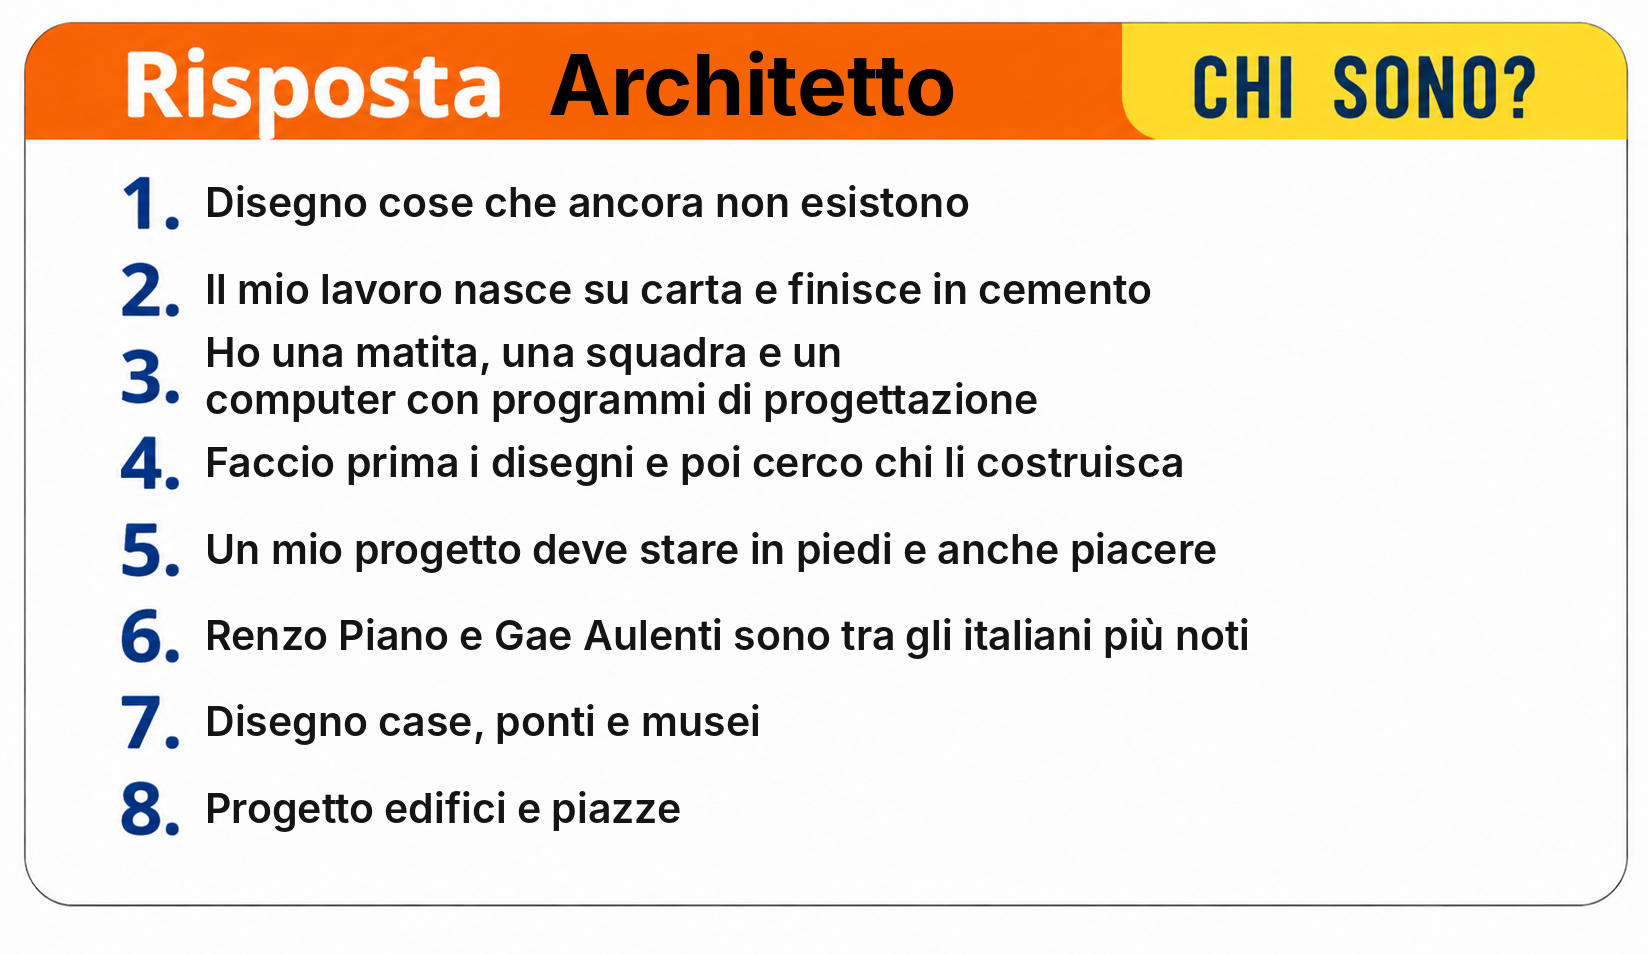 Risposta Architetto CHI SONO?
1. Disegno cose che ancora non esistono
2. Il mio lavoro nasce su carta e finisce in cemento
3. Ho una matita, una squadra e un
computer con programmi di progettazione
4. Faccio prima i disegni e poi cerco chi li costruisca
5. Un mio progetto deve stare in piedi e anche piacere
6. Renzo Piano e Gae Aulenti sono tra gli italiani più noti
7. Disegno case, ponti e musei
8. Progetto edifici e piazze